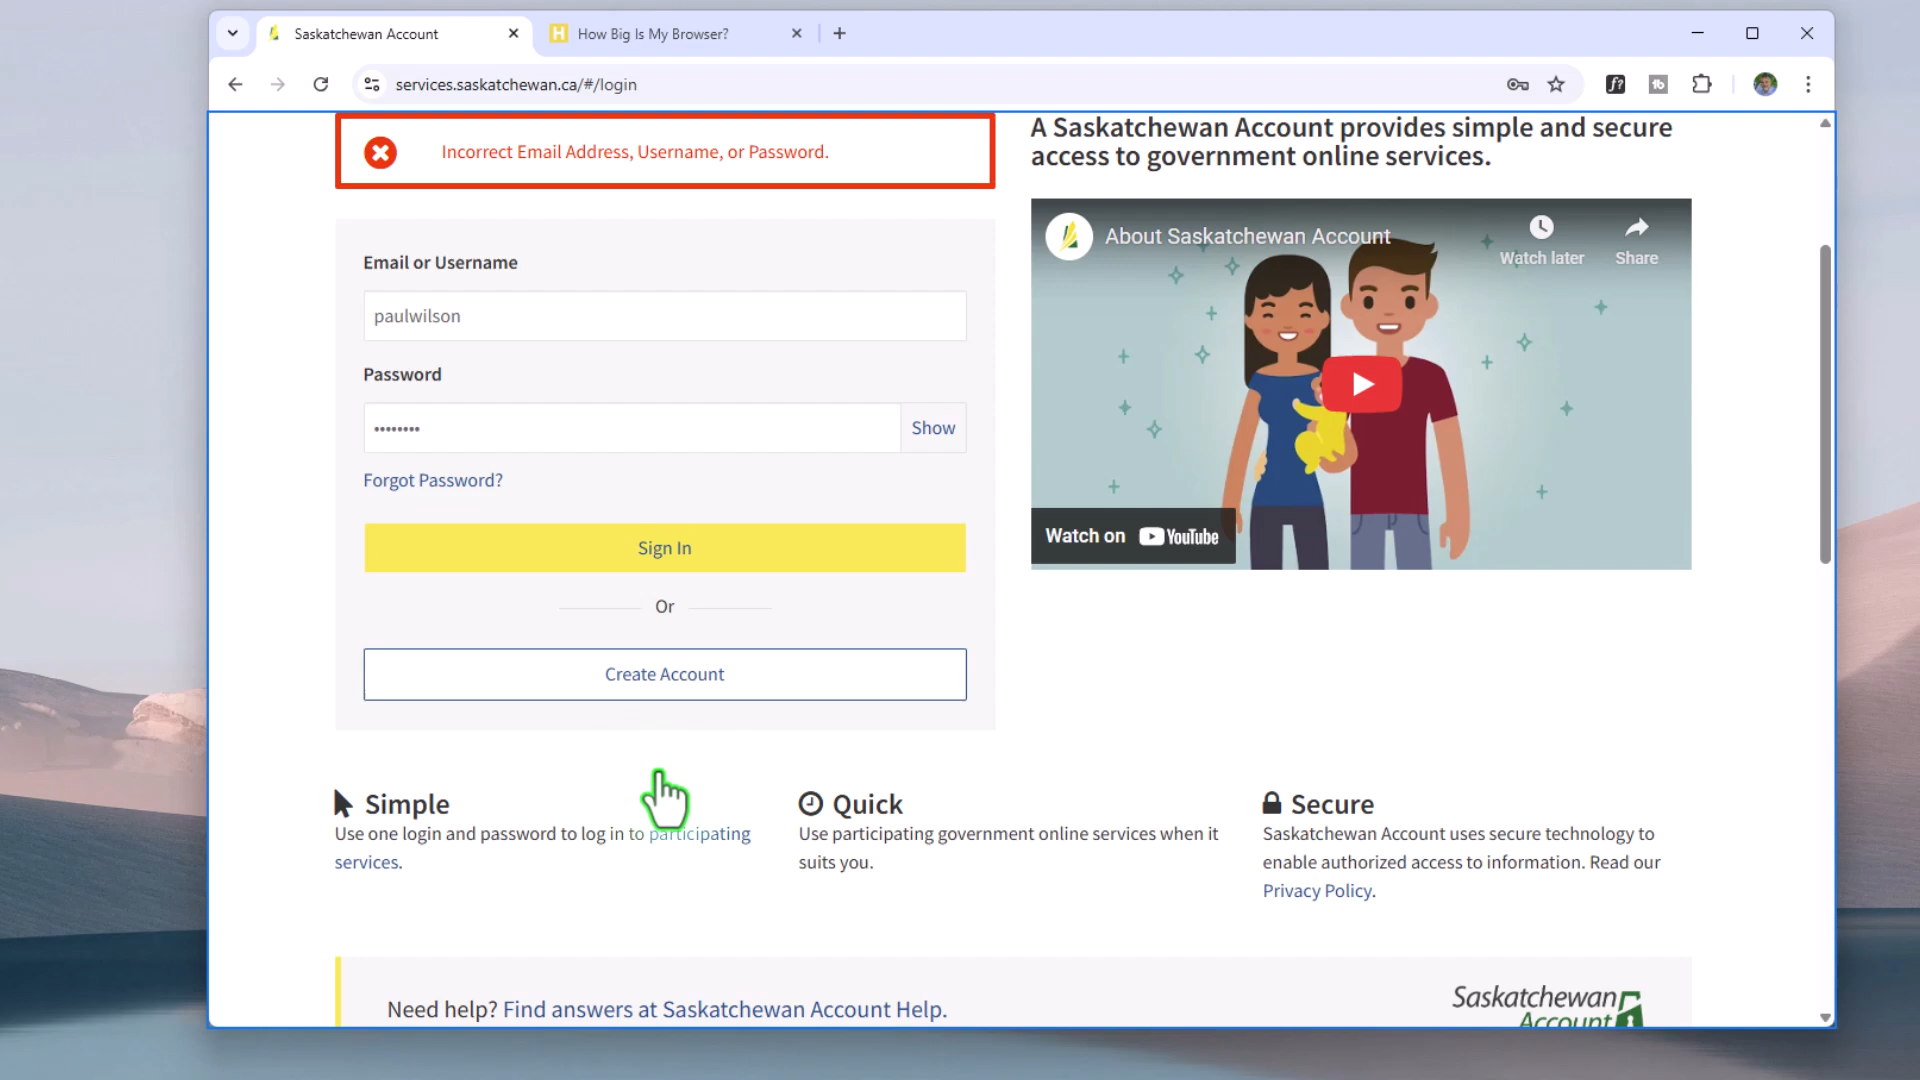 Saskatchewan Account
How Big Is My Browser?
services.saskatchewan.ca/#/login
Incorrect Email Address, Username, or Password.
Email or Username
paulwilson
Password
••••••••
Show
Forgot Password?
Sign In
Or
Create Account
A Saskatchewan Account provides simple and secure
access to government online services.
About Saskatchewan Account
Watch later
Share
Watch on YouTube
Simple
Use one login and password to log in to participating
services.
Quick
Use participating government online services when it
suits you.
Secure
Saskatchewan Account uses secure technology to
enable authorized access to information. Read our
Privacy Policy.
Need help? Find answers at Saskatchewan Account Help.
Saskatchewan
Account